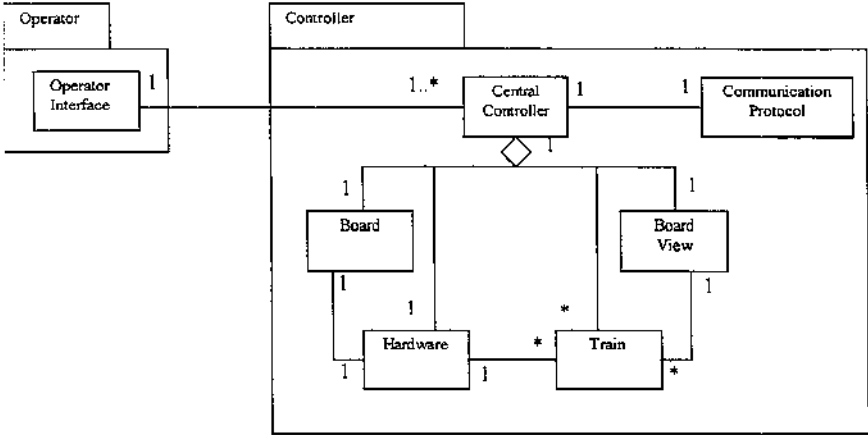 Operator
Controller
Operator
Interface
1
1..*
Central
Controller
1
1
Communication
Protocol
1
1
1
Board
Board
View
1
1
1
*
Hardware
*
Train
1
1
*